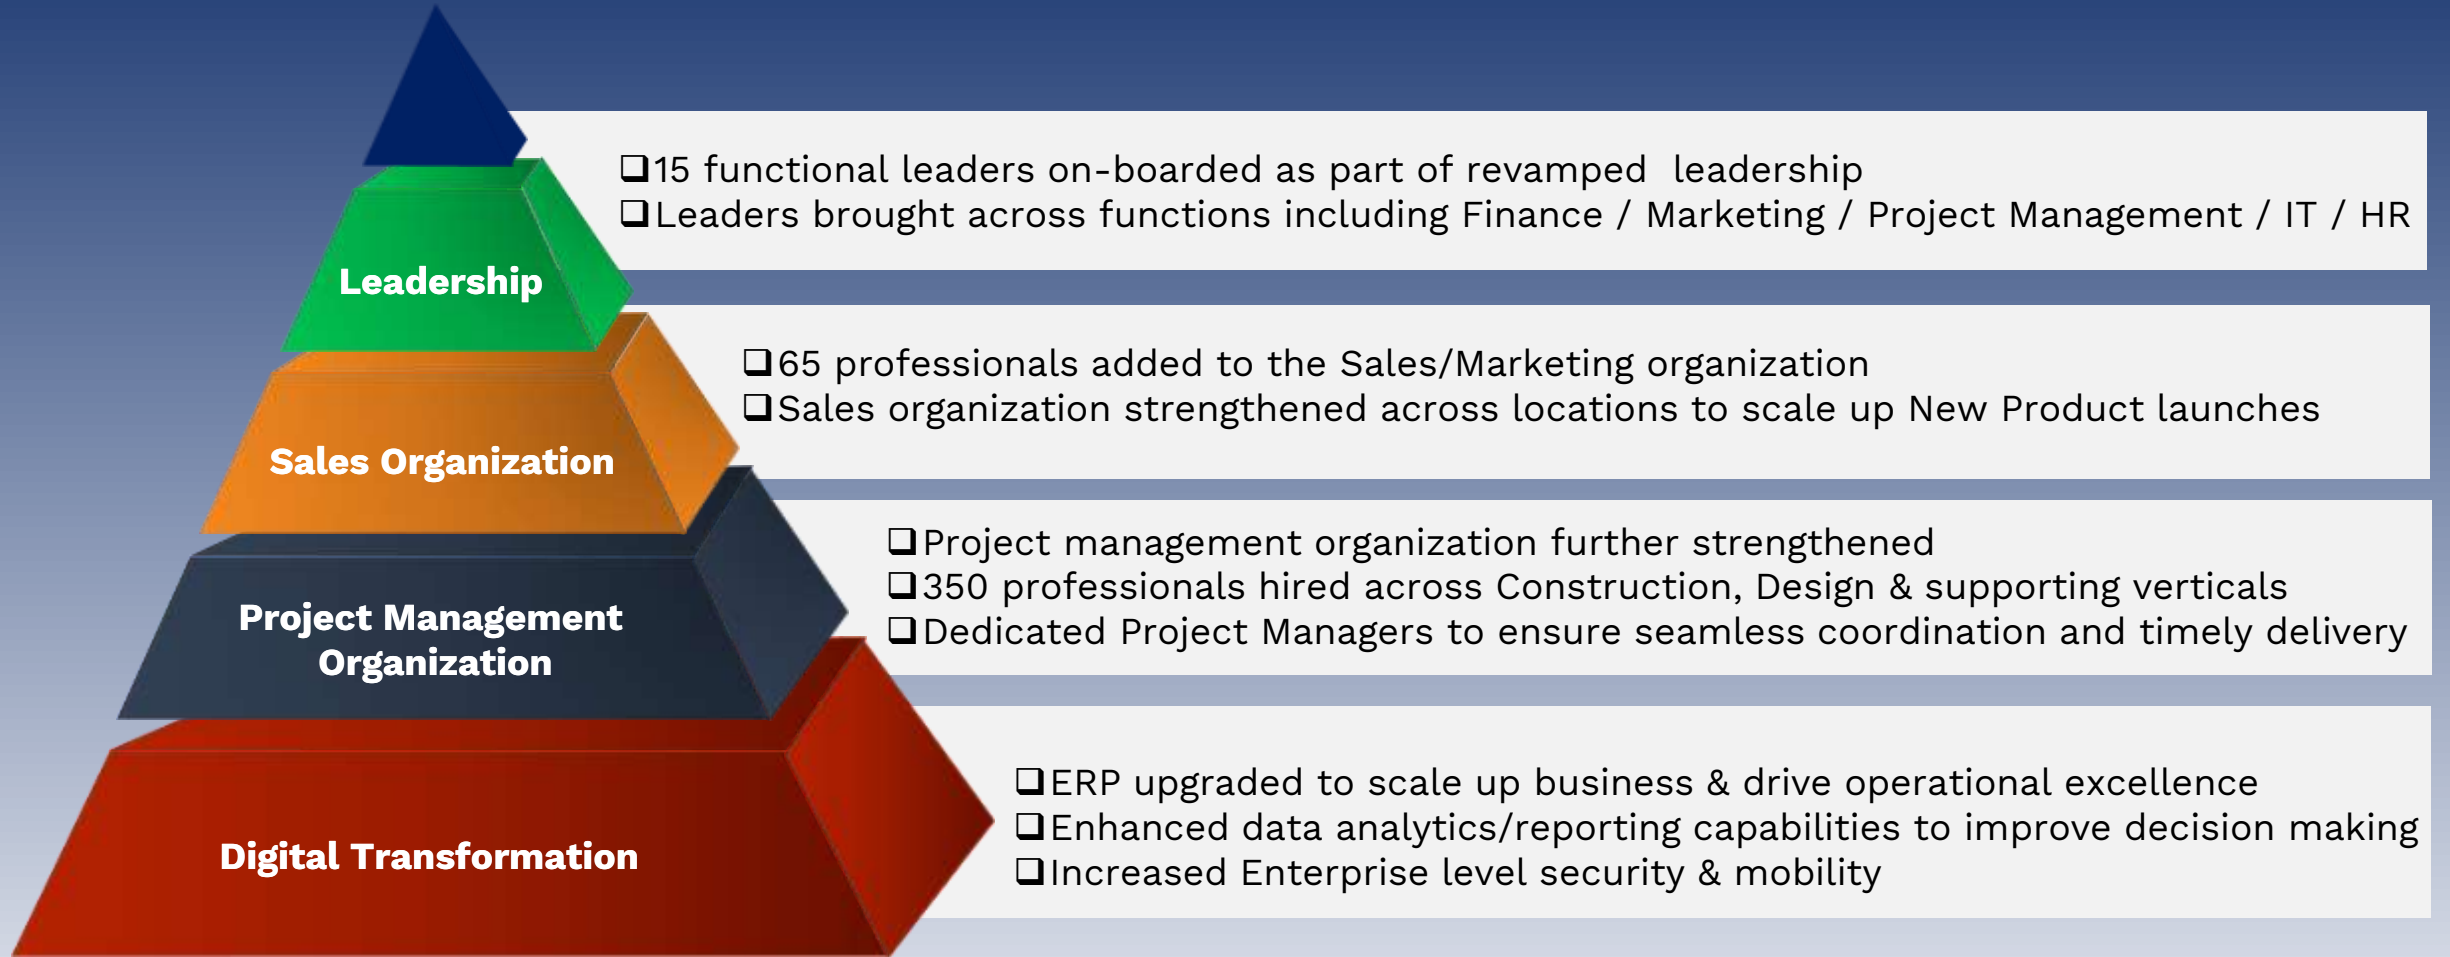 ❑15 functional leaders on-boarded as part of revamped leadership
❑Leaders brought across functions including Finance / Marketing / Project Management / IT / HR
Leadership
❑65 professionals added to the Sales/Marketing organization
❑Sales organization strengthened across locations to scale up New Product launches
Sales Organization
❑Project management organization further strengthened
❑350 professionals hired across Construction, Design & supporting verticals
❑Dedicated Project Managers to ensure seamless coordination and timely delivery
Project Management
Organization
❑ERP upgraded to scale up business & drive operational excellence
❑Enhanced data analytics/reporting capabilities to improve decision making
❑Increased Enterprise level security & mobility
Digital Transformation